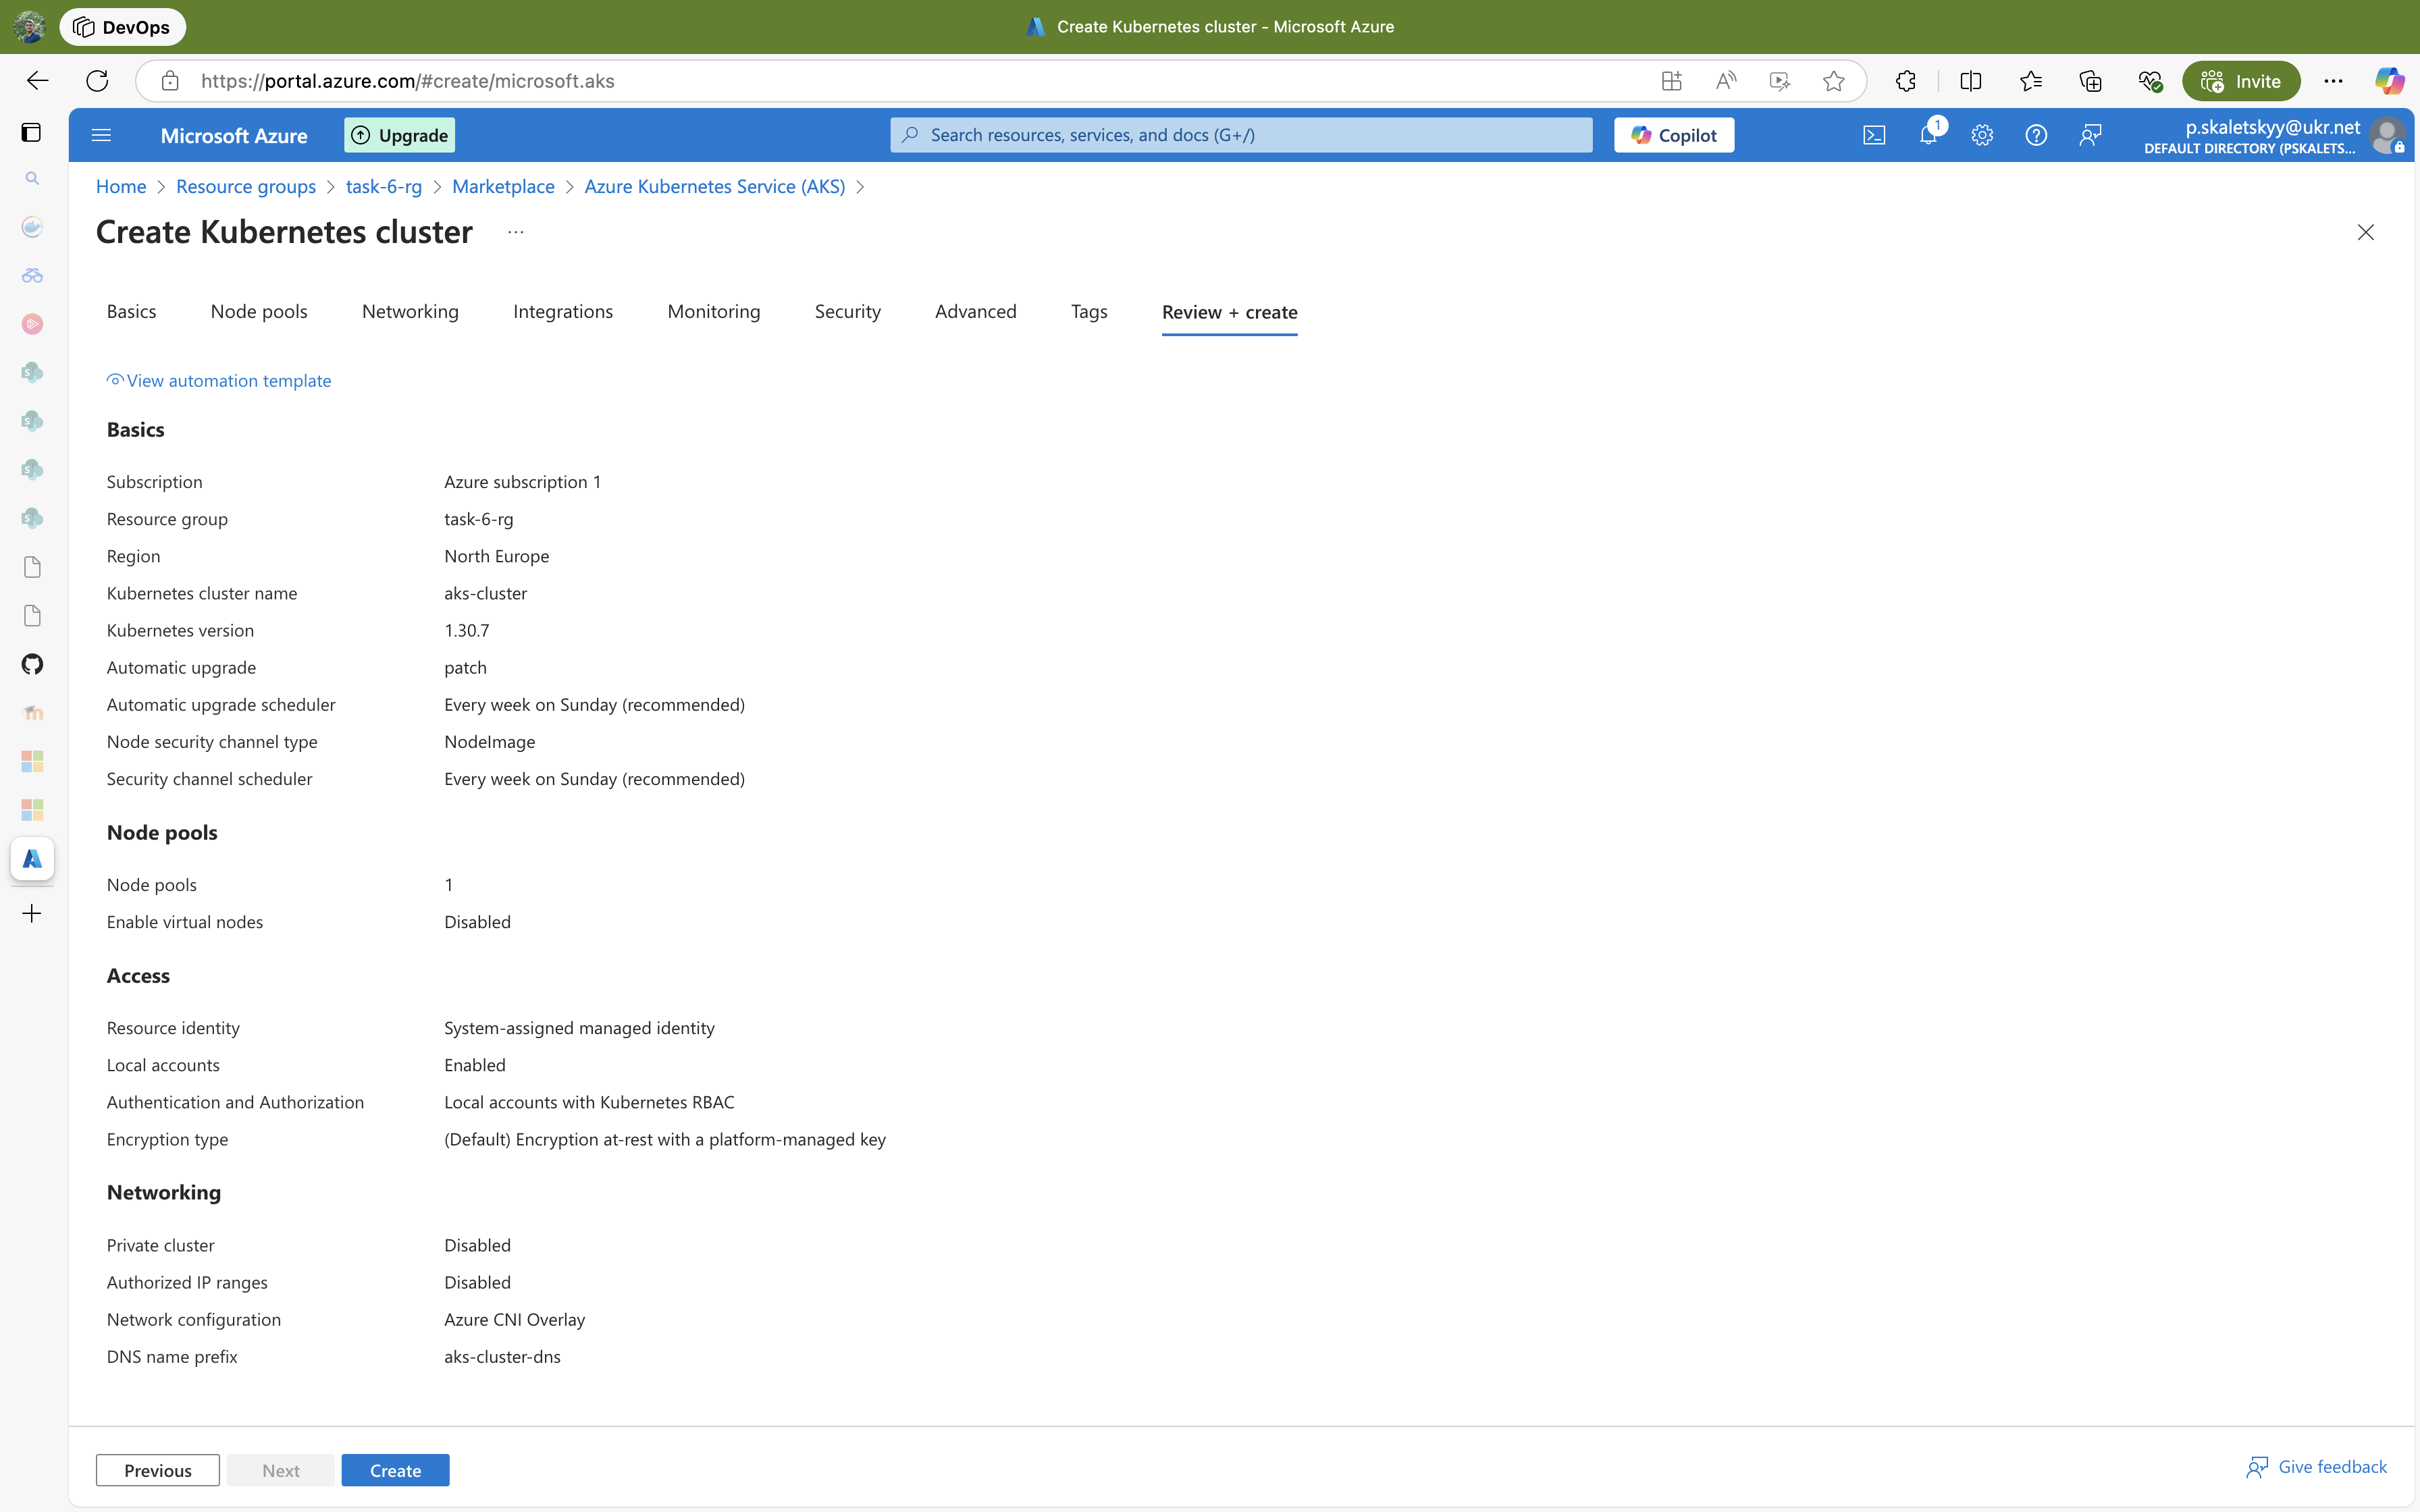 DevOps
Create Kubernetes cluster - Microsoft Azure
https://portal.azure.com/#create/microsoft.aks
Invite
Microsoft Azure
Upgrade
Search resources, services, and docs (G+/)
Copilot
1
p.skaletskyy@ukr.net
DEFAULT DIRECTORY (PSKALETS...
Home > Resource groups > task-6-rg > Marketplace > Azure Kubernetes Service (AKS) >
Create Kubernetes cluster ...
Basics Node pools Networking Integrations Monitoring Security Advanced Tags Review + create
View automation template
Basics
Subscription Azure subscription 1
Resource group task-6-rg
Region North Europe
Kubernetes cluster name aks-cluster
Kubernetes version 1.30.7
Automatic upgrade patch
Automatic upgrade scheduler Every week on Sunday (recommended)
Node security channel type NodeImage
Security channel scheduler Every week on Sunday (recommended)
Node pools
Node pools 1
Enable virtual nodes Disabled
Access
Resource identity System-assigned managed identity
Local accounts Enabled
Authentication and Authorization Local accounts with Kubernetes RBAC
Encryption type (Default) Encryption at-rest with a platform-managed key
Networking
Private cluster Disabled
Authorized IP ranges Disabled
Network configuration Azure CNI Overlay
DNS name prefix aks-cluster-dns
Previous Next Create
Give feedback